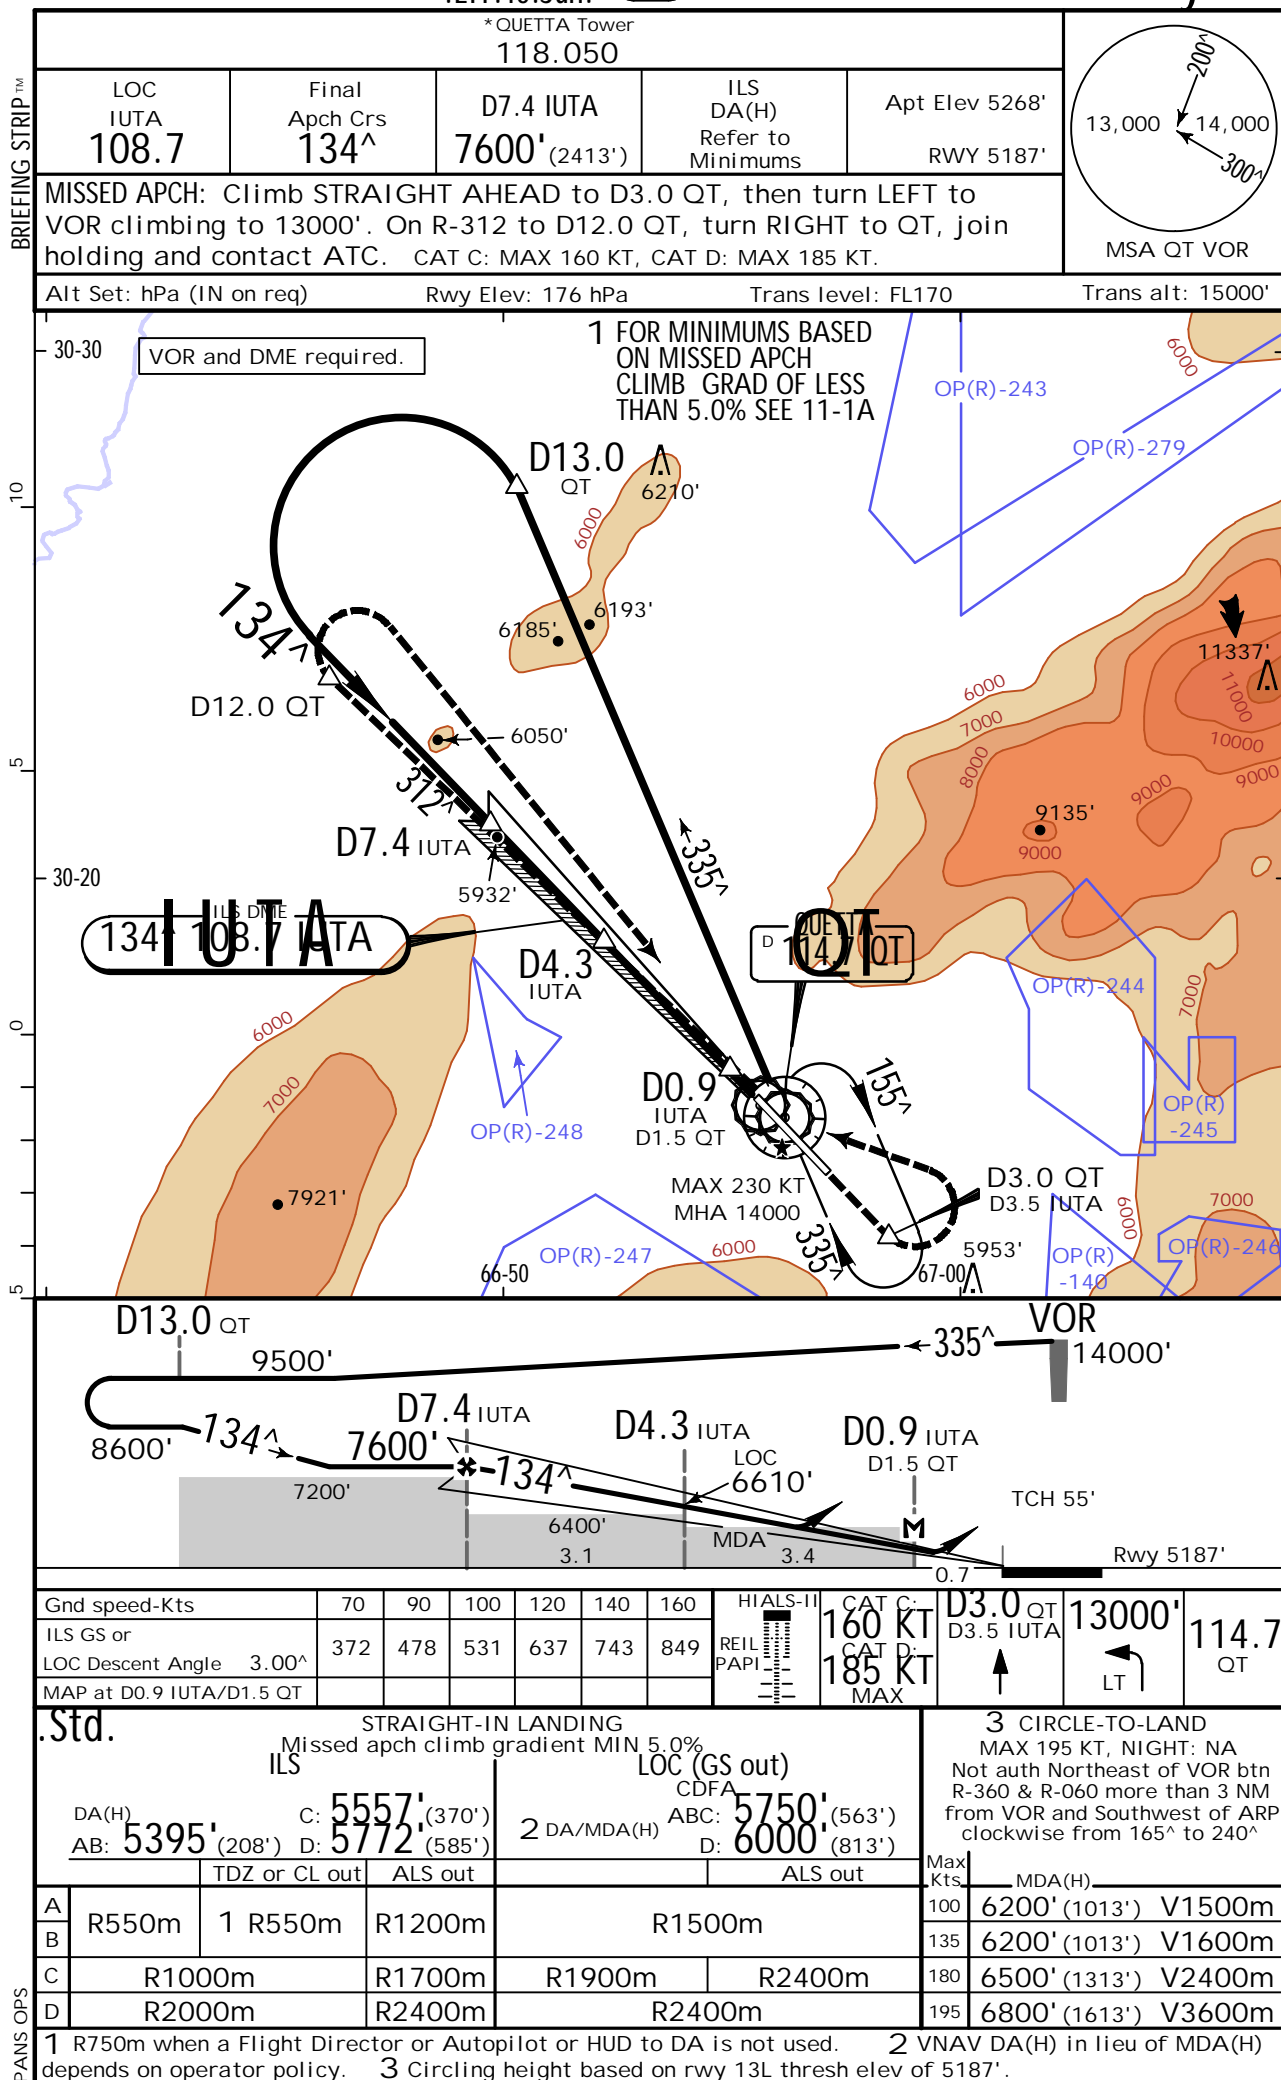 *QUETTA Tower
118.050
BRIEFING STRIP™
LOC
IUTA
108.7
Final
Apch Crs
134^
D7.4 IUTA
7600' (2413')
ILS
DA(H)
Refer to
Minimums
Apt Elev 5268'
RWY 5187'
200^
13,000
14,000
300^
MSA QT VOR
MISSED APCH: Climb STRAIGHT AHEAD to D3.0 QT, then turn LEFT to
VOR climbing to 13000'. On R-312 to D12.0 QT, turn RIGHT to QT, join
holding and contact ATC. CAT C: MAX 160 KT, CAT D: MAX 185 KT.
Alt Set: hPa (IN on req) Rwy Elev: 176 hPa Trans level: FL170 Trans alt: 15000'
30-30
VOR and DME required.
1 FOR MINIMUMS BASED
ON MISSED APCH
CLIMB GRAD OF LESS
THAN 5.0% SEE 11-1A
6000
OP(R)-243
OP(R)-279
D13.0
QT
6210'
6000
10
134^
6193'
6185'
11337'
11000
10000
9000
6000
7000
8000
9000
D12.0 QT
6050'
5
312^
9135'
9000
D7.4 IUTA
335^
5932'
30-20
ILS DME
134^ 108.7 IUTA
IUTA
QUETTA
D 114.7 QT
QT
D4.3
IUTA
OP(R)-244
7000
6000
0
7000
D0.9
IUTA
D1.5 QT
155^
OP(R)
-245
OP(R)-248
7921'
MAX 230 KT
MHA 14000
D3.0 QT
D3.5 IUTA
335^
6000
7000
OP(R)-247
6000
5953'
OP(R)
-140
OP(R)-246
66-50
67-00
5
D13.0 QT
VOR
9500'
335^
14000'
D7.4 IUTA
D4.3 IUTA
D0.9 IUTA
D1.5 QT
8600'
134^
7600'
134^
LOC
6610'
7200'
TCH 55'
6400'
MDA
M
3.1
3.4
0.7
Rwy 5187'
Gnd speed-Kts 70 90 100 120 140 160
ILS GS or
LOC Descent Angle 3.00^ 372 478 531 637 743 849
MAP at D0.9 IUTA/D1.5 QT
HIALS-II
REIL
PAPI
CAT C:
160 KT
CAT D:
185 KT
MAX
D3.0 QT
D3.5 IUTA
13000'
LT
114.7
QT
.Std.
STRAIGHT-IN LANDING
Missed apch climb gradient MIN 5.0%
ILS
LOC (GS out)
CDFA
DA(H)
AB: 5395' (208')
C: 5557' (370')
D: 5772' (585')
2 DA/MDA(H)
ABC: 5750' (563')
D: 6000' (813')
TDZ or CL out
ALS out
ALS out
A
B
R550m
1 R550m
R1200m
R1500m
C R1000m R1700m R1900m R2400m
D R2000m R2400m R2400m
3 CIRCLE-TO-LAND
MAX 195 KT, NIGHT: NA
Not auth Northeast of VOR btn
R-360 & R-060 more than 3 NM
from VOR and Southwest of ARP
clockwise from 165^ to 240^
Max
Kts
MDA(H)
100 6200' (1013') V1500m
135 6200' (1013') V1600m
180 6500' (1313') V2400m
195 6800' (1613') V3600m
PANS OPS
1 R750m when a Flight Director or Autopilot or HUD to DA is not used. 2 VNAV DA(H) in lieu of MDA(H)
depends on operator policy. 3 Circling height based on rwy 13L thresh elev of 5187'.